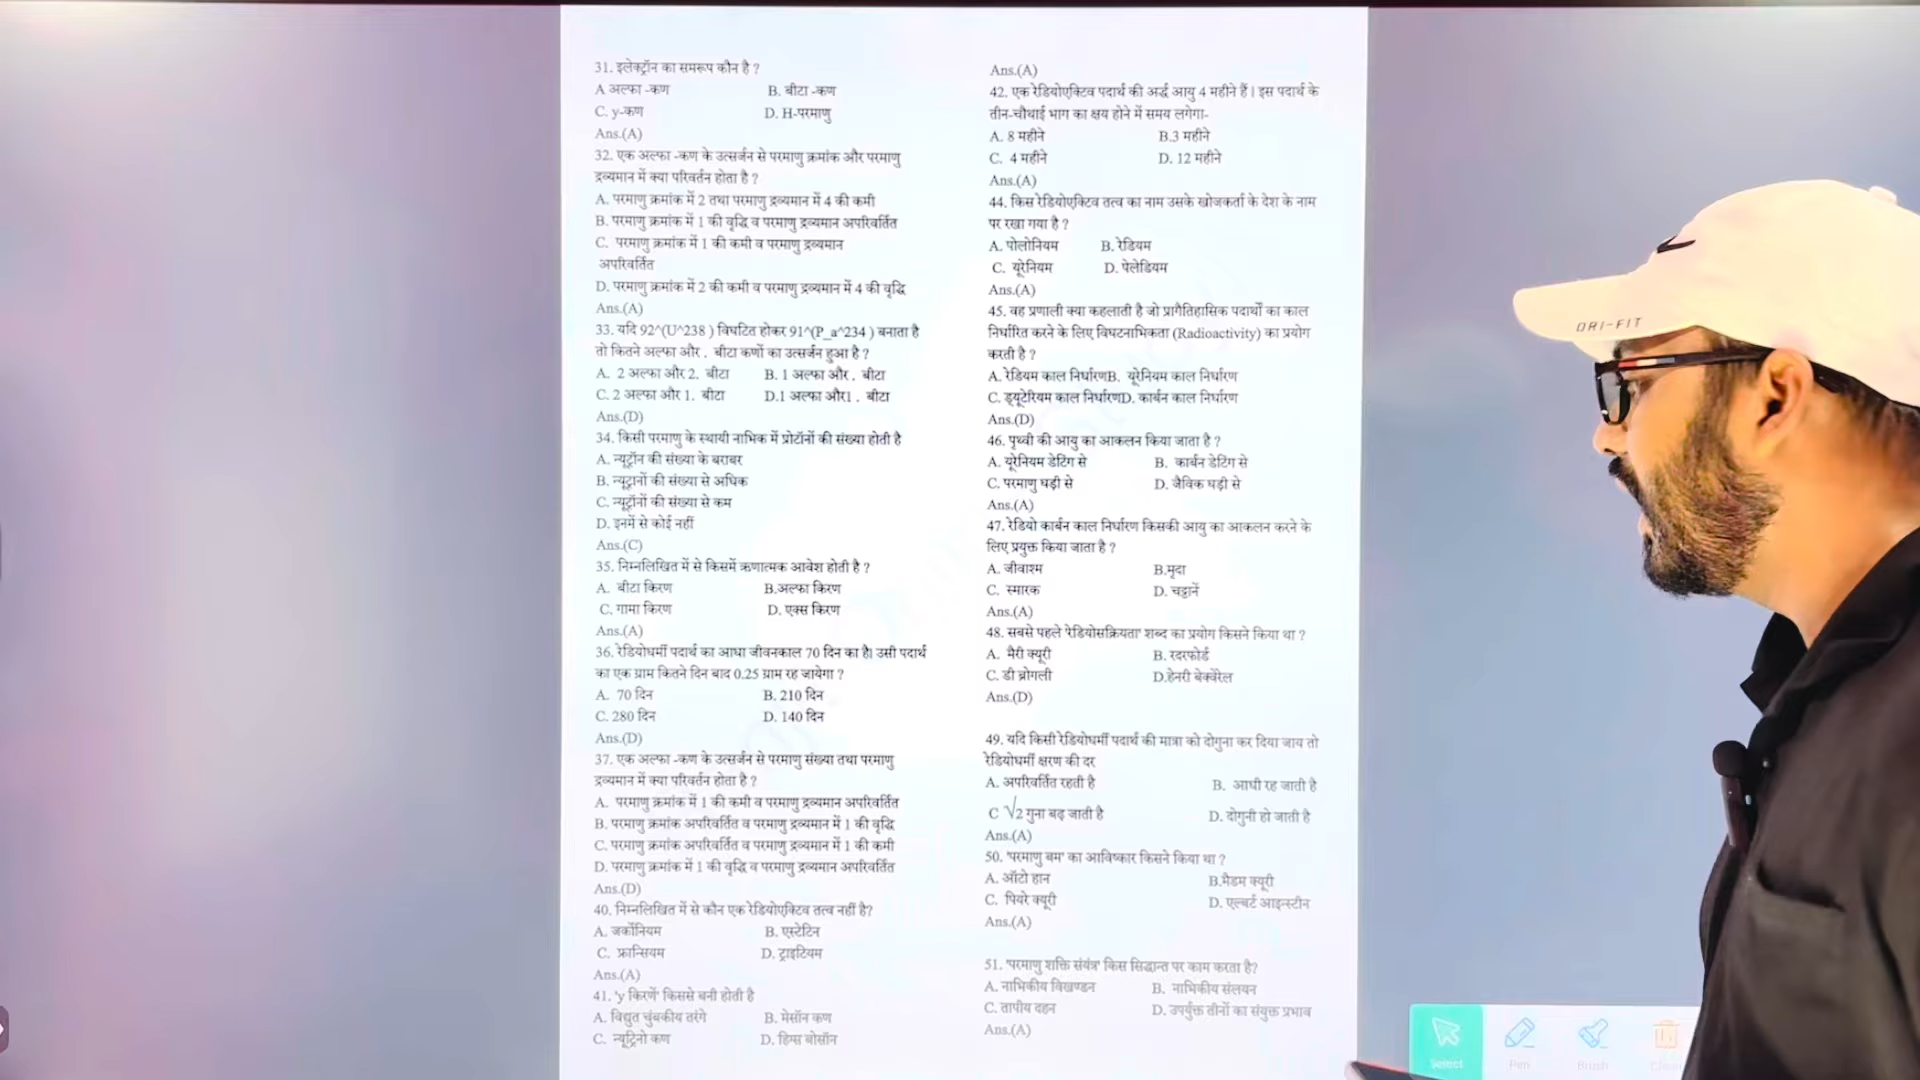 31. इलेक्ट्रॉन का समरूप कौन है ?
A अल्फा -कण B. बीटा -कण
C. y-कण D. H-परमाणु
Ans.(A)
32. एक अल्फा -कण के उत्सर्जन से परमाणु क्रमांक और परमाणु
द्रव्यमान में क्या परिवर्तन होता है ?
A. परमाणु क्रमांक में 2 तथा परमाणु द्रव्यमान में 4 की कमी
B. परमाणु क्रमांक में 1 की वृद्धि व परमाणु द्रव्यमान अपरिवर्तित
C. परमाणु क्रमांक में 1 की कमी व परमाणु द्रव्यमान
अपरिवर्तित
D. परमाणु क्रमांक में 2 की कमी व परमाणु द्रव्यमान में 4 की वृद्धि
Ans.(A)
33. यदि 92^(U^238 ) विघटित होकर 91^(P_a^234 ) बनाता है
तो कितने अल्फा और . बीटा कणों का उत्सर्जन हुआ है ?
A. 2 अल्फा और 2. बीटा B. 1 अल्फा और . बीटा
C. 2 अल्फा और 1. बीटा D.1 अल्फा और1 . बीटा
Ans.(D)
34. किसी परमाणु के स्थायी नाभिक में प्रोटॉनों की संख्या होती है
A. न्यूट्रॉन की संख्या के बराबर
B. न्यूट्रानों की संख्या से अधिक
C. न्यूट्रॉनों की संख्या से कम
D. इनमें से कोई नहीं
Ans.(C)
35. निम्नलिखित में से किसमें ऋणात्मक आवेश होती है ?
A. बीटा किरण B.अल्फा किरण
C. गामा किरण D. एक्स किरण
Ans.(A)
36. रेडियोधर्मी पदार्थ का आधा जीवनकाल 70 दिन का है। उसी पदार्थ
का एक ग्राम कितने दिन बाद 0.25 ग्राम रह जायेगा ?
A. 70 दिन B. 210 दिन
C. 280 दिन D. 140 दिन
Ans.(D)
37. एक अल्फा -कण के उत्सर्जन से परमाणु संख्या तथा परमाणु
द्रव्यमान में क्या परिवर्तन होता है ?
A. परमाणु क्रमांक में 1 की कमी व परमाणु द्रव्यमान अपरिवर्तित
B. परमाणु क्रमांक अपरिवर्तित व परमाणु द्रव्यमान में 1 की वृद्धि
C. परमाणु क्रमांक अपरिवर्तित व परमाणु द्रव्यमान में 1 की कमी
D. परमाणु क्रमांक में 1 की वृद्धि व परमाणु द्रव्यमान अपरिवर्तित
Ans.(D)
40. निम्नलिखित में से कौन एक रेडियोएक्टिव तत्व नहीं है?
A. जर्कोनियम B. एस्टेटिन
C. फ्रान्सियम D. ट्राइटियम
Ans.(A)
41. 'y किरणें' किससे बनी होती है
A. विद्युत चुंबकीय तरंगे B. मेसॉन कण
C. न्यूट्रिनो कण D. हिग्स बोसॉन
Ans.(A)
42. एक रेडियोएक्टिव पदार्थ की अर्द्ध आयु 4 महीने हैं। इस पदार्थ के
तीन-चौथाई भाग का क्षय होने में समय लगेगा-
A. 8 महीने B.3 महीने
C. 4 महीने D. 12 महीने
Ans.(A)
44. किस रेडियोएक्टिव तत्व का नाम उसके खोजकर्ता के देश के नाम
पर रखा गया है ?
A. पोलोनियम B. रेडियम
C. यूरेनियम D. पेलेडियम
Ans.(A)
45. वह प्रणाली क्या कहलाती है जो प्रागैतिहासिक पदार्थों का काल
निर्धारित करने के लिए विघटनाभिकता (Radioactivity) का प्रयोग
करती है ?
A. रेडियम काल निर्धारणB. यूरेनियम काल निर्धारण
C. ड्यूटेरियम काल निर्धारणD. कार्बन काल निर्धारण
Ans.(D)
46. पृथ्वी की आयु का आकलन किया जाता है ?
A. यूरेनियम डेटिंग से B. कार्बन डेटिंग से
C. परमाणु घड़ी से D. जैविक घड़ी से
Ans.(A)
47. रेडियो कार्बन काल निर्धारण किसकी आयु का आकलन करने के
लिए प्रयुक्त किया जाता है ?
A. जीवाश्म B.मृदा
C. स्मारक D. चट्टानें
Ans.(A)
48. सबसे पहले 'रेडियोसक्रियता' शब्द का प्रयोग किसने किया था ?
A. मैरी क्यूरी B. रदरफोर्ड
C. डी ब्रोगली D.हेनरी बेक्वेरेल
Ans.(D)
49. यदि किसी रेडियोधर्मी पदार्थ की मात्रा को दोगुना कर दिया जाय तो
रेडियोधर्मी क्षरण की दर
A. अपरिवर्तित रहती है B. आधी रह जाती है
C √2 गुना बढ़ जाती है D. दोगुनी हो जाती है
Ans.(A)
50. 'परमाणु बम' का आविष्कार किसने किया था ?
A. ऑटो हान B.मैडम क्यूरी
C. पियरे क्यूरी D. एल्बर्ट आइन्स्टीन
Ans.(A)
51. 'परमाणु शक्ति संयंत्र' किस सिद्धान्त पर काम करता है?
A. नाभिकीय विखण्डन B. नाभिकीय संलयन
C. तापीय दहन D. उपर्युक्त तीनों का संयुक्त प्रभाव
Ans.(A)
DRI-FIT
Select Pen Brush